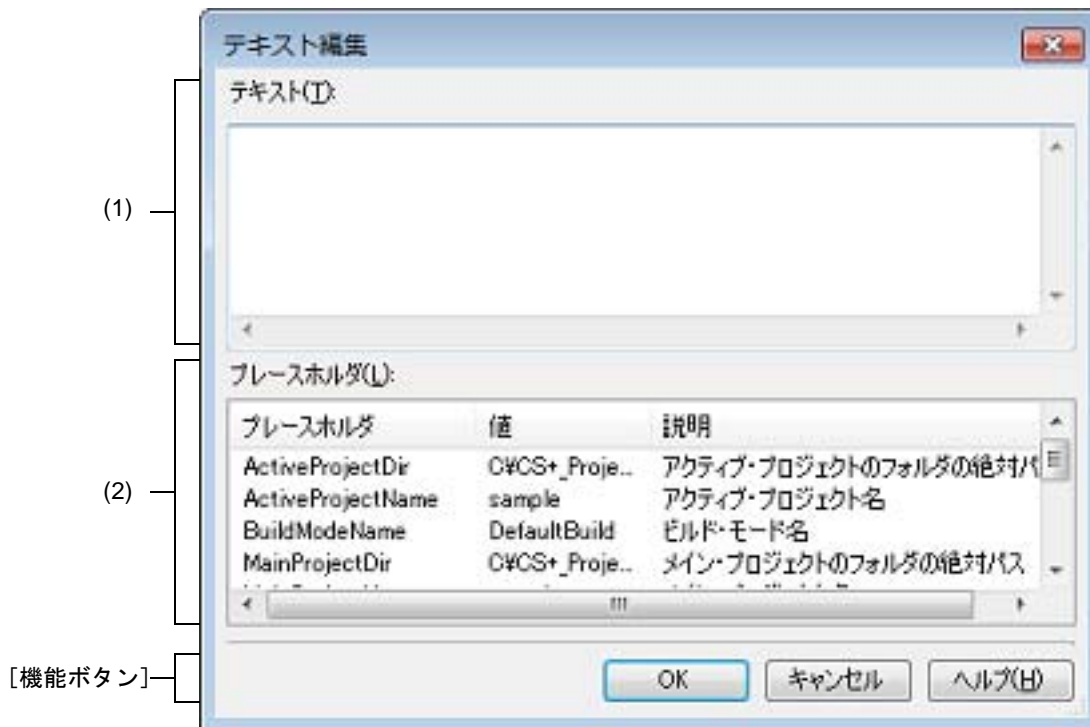 テキスト編集
テキスト(T):
(1)
プレースホルダ(L):
プレースホルダ 値 説明
ActiveProjectDir C¥CS+_Proje... アクティブ・プロジェクトのフォルダの絶対パ
ActiveProjectName sample アクティブ・プロジェクト名
(2)
BuildModeName DefaultBuild ビルド・モード名
MainProjectDir C¥CS+_Proje... メイン・プロジェクトのフォルダの絶対パス
[機能ボタン]
OK キャンセル ヘルプ(H)